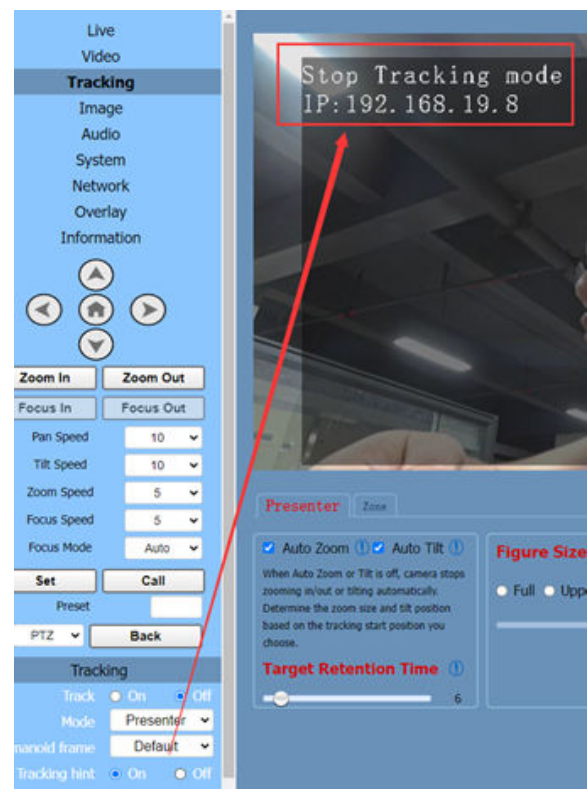 Live
Video
Tracking
Image
Audio
System
Network
Overlay
Information
Zoom In Zoom Out
Focus In Focus Out
Pan Speed 10
Tilt Speed 10
Zoom Speed 5
Focus Speed 5
Focus Mode Auto
Set Call
Preset
PTZ Back
Tracking
Track On Off
Mode Presenter
manoid frame Default
Tracking hint On Off
Stop Tracking mode
IP:192.168.19.8
Presenter Zone
Auto Zoom Auto Tilt
When Auto Zoom or Tilt is off, camera stops
zooming in/out or tilting automatically.
Determine the zoom size and tilt position
based on the tracking start position you
choose.
Target Retention Time
6
Figure Size
Full Uppe